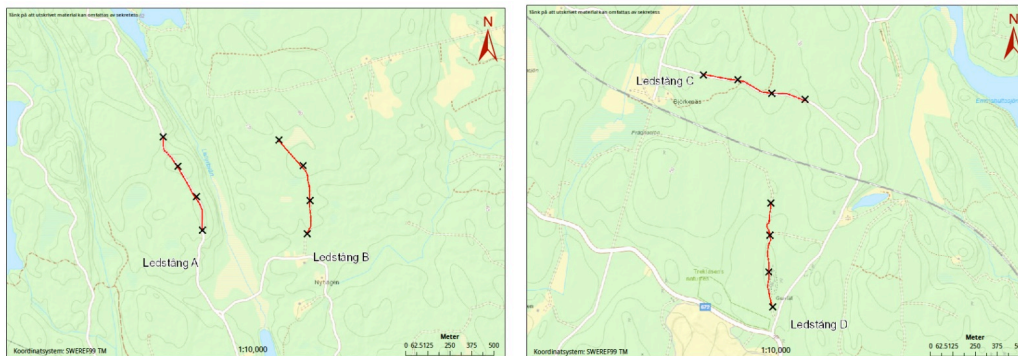 Tänk på att utskrivet material kan omfattas av sekretess
N
Ledstång A
Ledstång B
Nyhagen
Meter
0 62.5125 250 375 500
Koordinatsystem: SWEREF99 TM
1:10,000
Tänk på att utskrivet material kan omfattas av sekretess
N
Ledstång C
Björkesås
Ledstång D
Meter
0 62.5125 250 375 500
Koordinatsystem: SWEREF99 TM
1:10,000